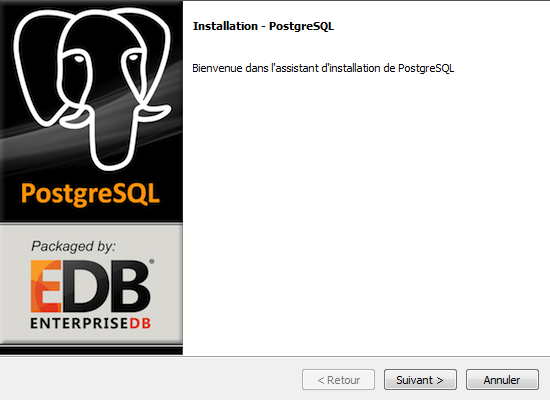 Installation - PostgreSQL
Bienvenue dans l'assistant d'installation de PostgreSQL
PostgreSQL
Packaged by:
EDB
ENTERPRISEDB
< Retour
Suivant >
Annuler